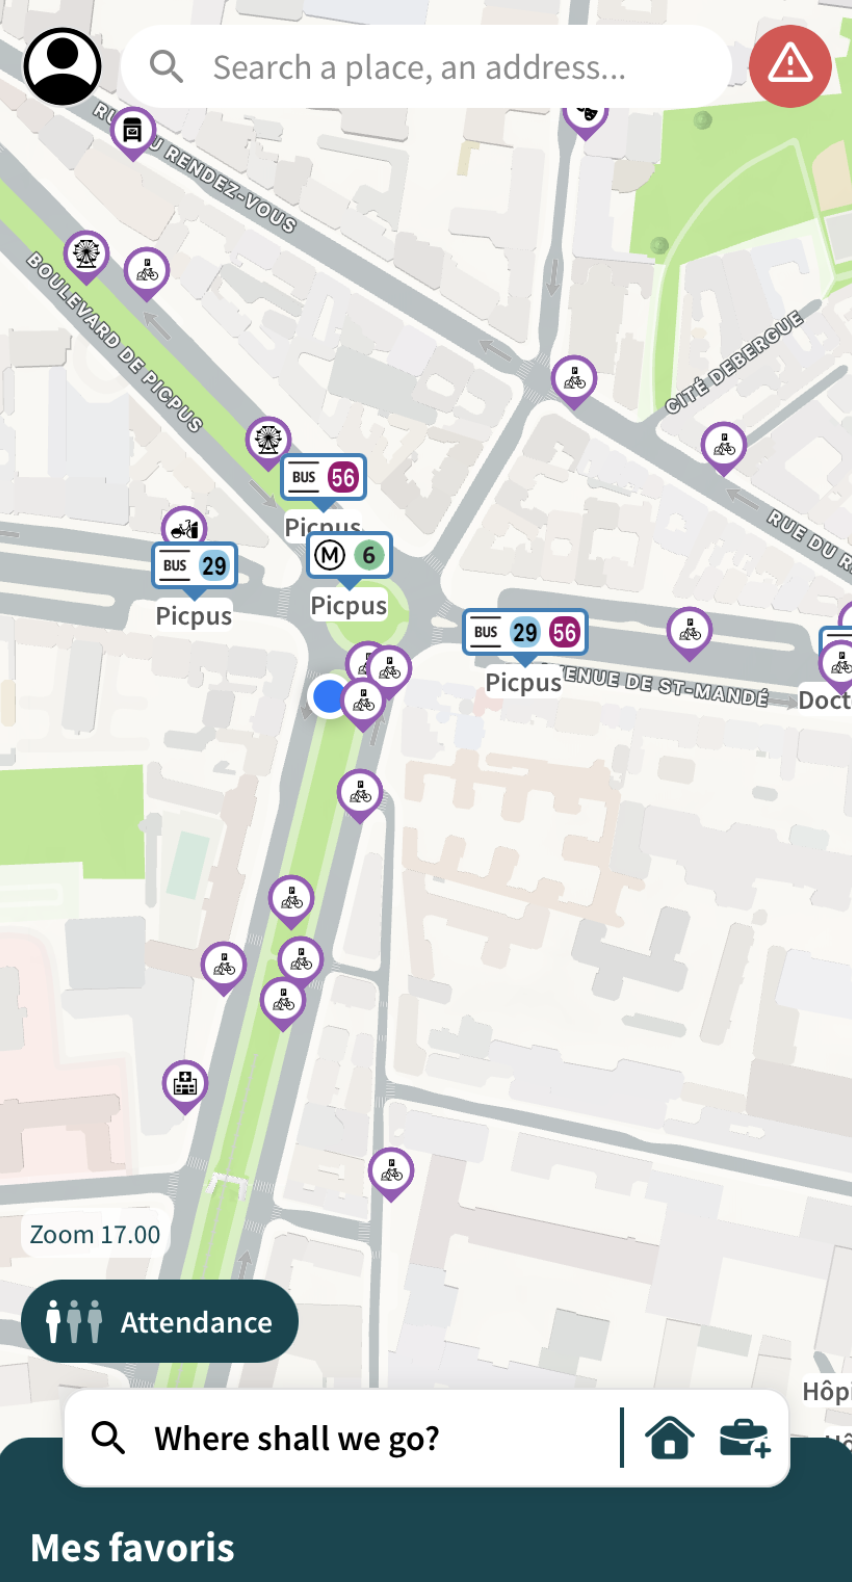 Search a place, an address...
RUE DU RENDEZ-VOUS
BOULEVARD DE PICPUS
CITÉ DEBERGUE
BUS 56
Picpus
M 6
Picpus
BUS 29
Picpus
RUE DU R
BUS 29 56
Picpus
AVENUE DE ST-MANDÉ
Doct
Zoom 17.00
Attendance
Hôpi
Where shall we go?
Mes favoris